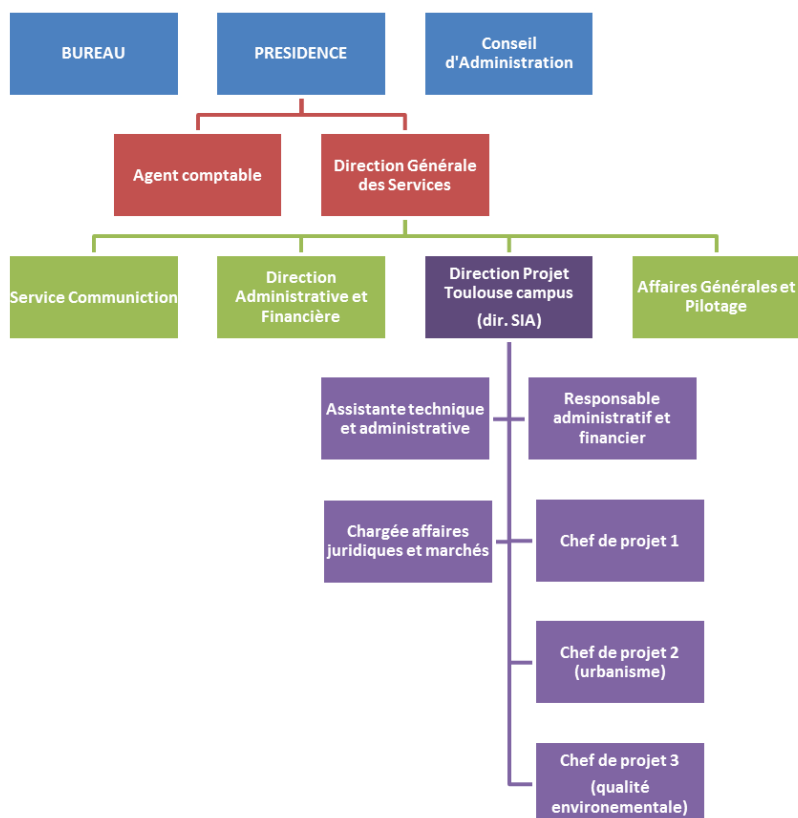 BUREAU
PRESIDENCE
Conseil
d'Administration
Agent comptable
Direction Générale
des Services
Service Communiction
Direction
Administrative et
Financière
Direction Projet
Toulouse campus
(dir. SIA)
Affaires Générales et
Pilotage
Assistante technique
et administrative
Responsable
administratif et
financier
Chargée affaires
juridiques et marchés
Chef de projet 1
Chef de projet 2
(urbanisme)
Chef de projet 3
(qualité
environementale)